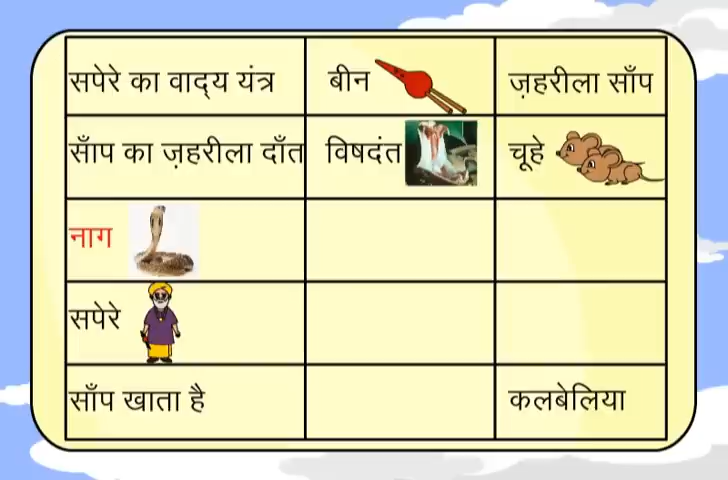 सपेरे का वाद्य यंत्र बीन ज़हरीला साँप
साँप का ज़हरीला दाँत विषदंत चूहे
नाग
सपेरे
साँप खाता है कलबेलिया